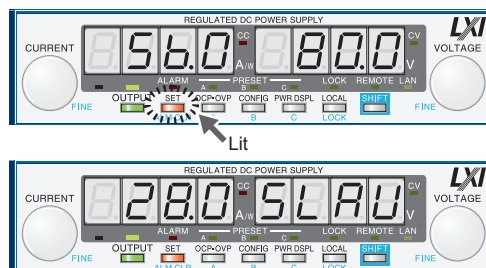 REGULATED DC POWER SUPPLY
LXI
CURRENT
56.0
CC
A/W
80.0
CV
V
VOLTAGE
ALARM
PRESET
A B C
LOCK
REMOTE
LAN
FINE
OUTPUT
SET
OCP•OVP
CONFIG
PWR DSPL
LOCAL
SHIFT
FINE
B
C
LOCK
Lit
REGULATED DC POWER SUPPLY
LXI
CURRENT
28.0
CC
A/W
SLAU
CV
V
VOLTAGE
ALARM
PRESET
A B C
LOCK
REMOTE
LAN
FINE
OUTPUT
SET
OCP•OVP
CONFIG
PWR DSPL
LOCAL
SHIFT
FINE
ALM CLR
A
B
C
LOCK